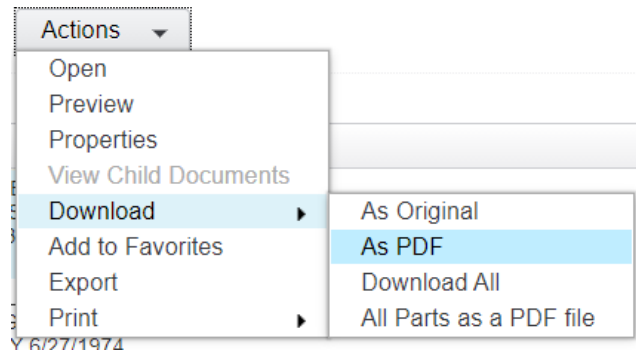 Actions
Open
Preview
Properties
View Child Documents
Download
Add to Favorites
Export
Print
As Original
As PDF
Download All
All Parts as a PDF file
Y 6/27/1974